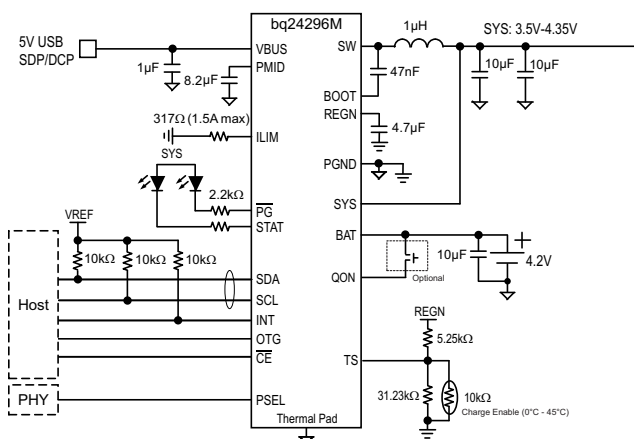 bq24296M
5V USB
SDP/DCP
1µF
8.2µF
VBUS
PMID
317Ω (1.5A max)
ILIM
SYS
2.2kΩ
PG
STAT
VREF
10kΩ
10kΩ
10kΩ
Host
SDA
SCL
INT
OTG
CE
PHY
PSEL
Thermal Pad
SW
1µH
SYS: 3.5V-4.35V
10µF
10µF
47nF
BOOT
REGN
4.7µF
PGND
SYS
BAT
Optional
10µF
4.2V
+
QON
REGN
5.25kΩ
TS
31.23kΩ
10kΩ
Charge Enable (0°C - 45°C)